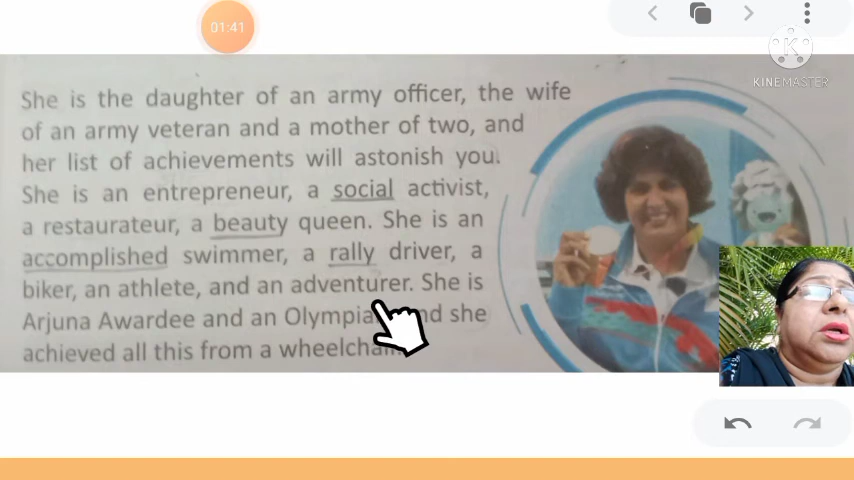 01:41
KINEMASTER
She is the daughter of an army officer, the wife
of an army veteran and a mother of two, and
her list of achievements will astonish you.
She is an entrepreneur, a social activist,
a restaurateur, a beauty queen. She is an
accomplished swimmer, a rally driver, a
biker, an athlete, and an adventurer. She is
Arjuna Awardee and an she
achieved all this from a